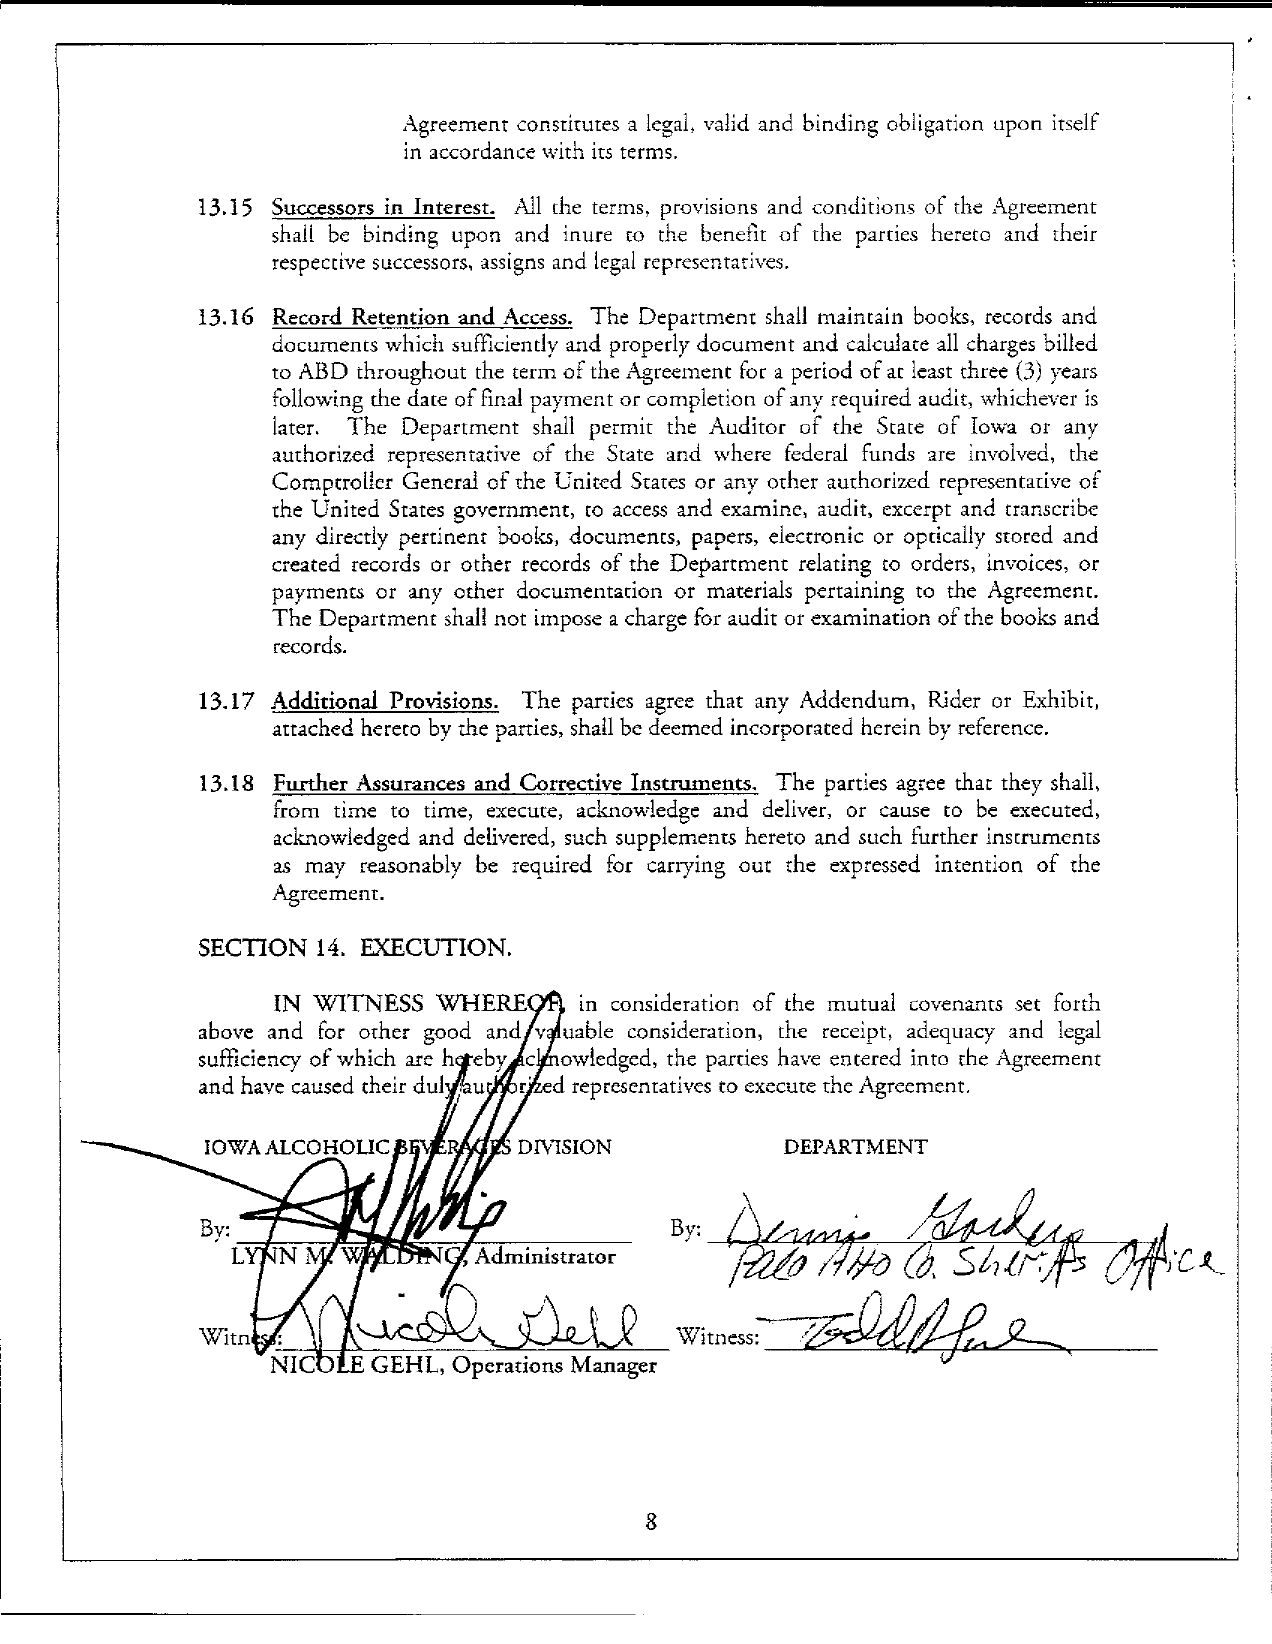 Agreement constitutes a legal, valid and binding obligation upon itself
in accordance with its terms.
13.15 Successors in Interest. All the terms, provisions and conditions of the Agreement
shall be binding upon and inure to the benefit of the parties hereto and their
respective successors, assigns and legal representatives.
13.16 Record Retention and Access. The Department shall maintain books, records and
documents which sufficiently and properly document and calculate all charges billed
to ABD throughout the term of the Agreement for a period of at least three (3) years
following the date of final payment or completion of any required audit, whichever is
later. The Department shall permit the Auditor of the State of Iowa or any
authorized representative of the State and where federal funds are involved, the
Comptroller General of the United States or any other authorized representative of
the United States government, to access and examine, audit, excerpt and transcribe
any directly pertinent books, documents, papers, electronic or optically stored and
created records or other records of the Department relating to orders, invoices, or
payments or any other documentation or materials pertaining to the Agreement.
The Department shall not impose a charge for audit or examination of the books and
records.
13.17 Additional Provisions. The parties agree that any Addendum, Rider or Exhibit,
attached hereto by the parties, shall be deemed incorporated herein by reference.
13.18 Further Assurances and Corrective Instruments. The parties agree that they shall,
from time to time, execute, acknowledge and deliver, or cause to be executed,
acknowledged and delivered, such supplements hereto and such further instruments
as may reasonably be required for carrying out the expressed intention of the
Agreement.
SECTION 14. EXECUTION.
IN WITNESS WHEREOF, in consideration of the mutual covenants set forth
above and for other good and valuable consideration, the receipt, adequacy and legal
sufficiency of which are hereby acknowledged, the parties have entered into the Agreement
and have caused their duly authorized representatives to execute the Agreement.
IOWA ALCOHOLIC BEVERAGES DIVISION DEPARTMENT
By: By: Dennis
LYNN M. WALDING, Administrator Palo Alto Co. Sheriffs Office
Witness: Nicole Gehl Witness: Todd
NICOLE GEHL, Operations Manager
8